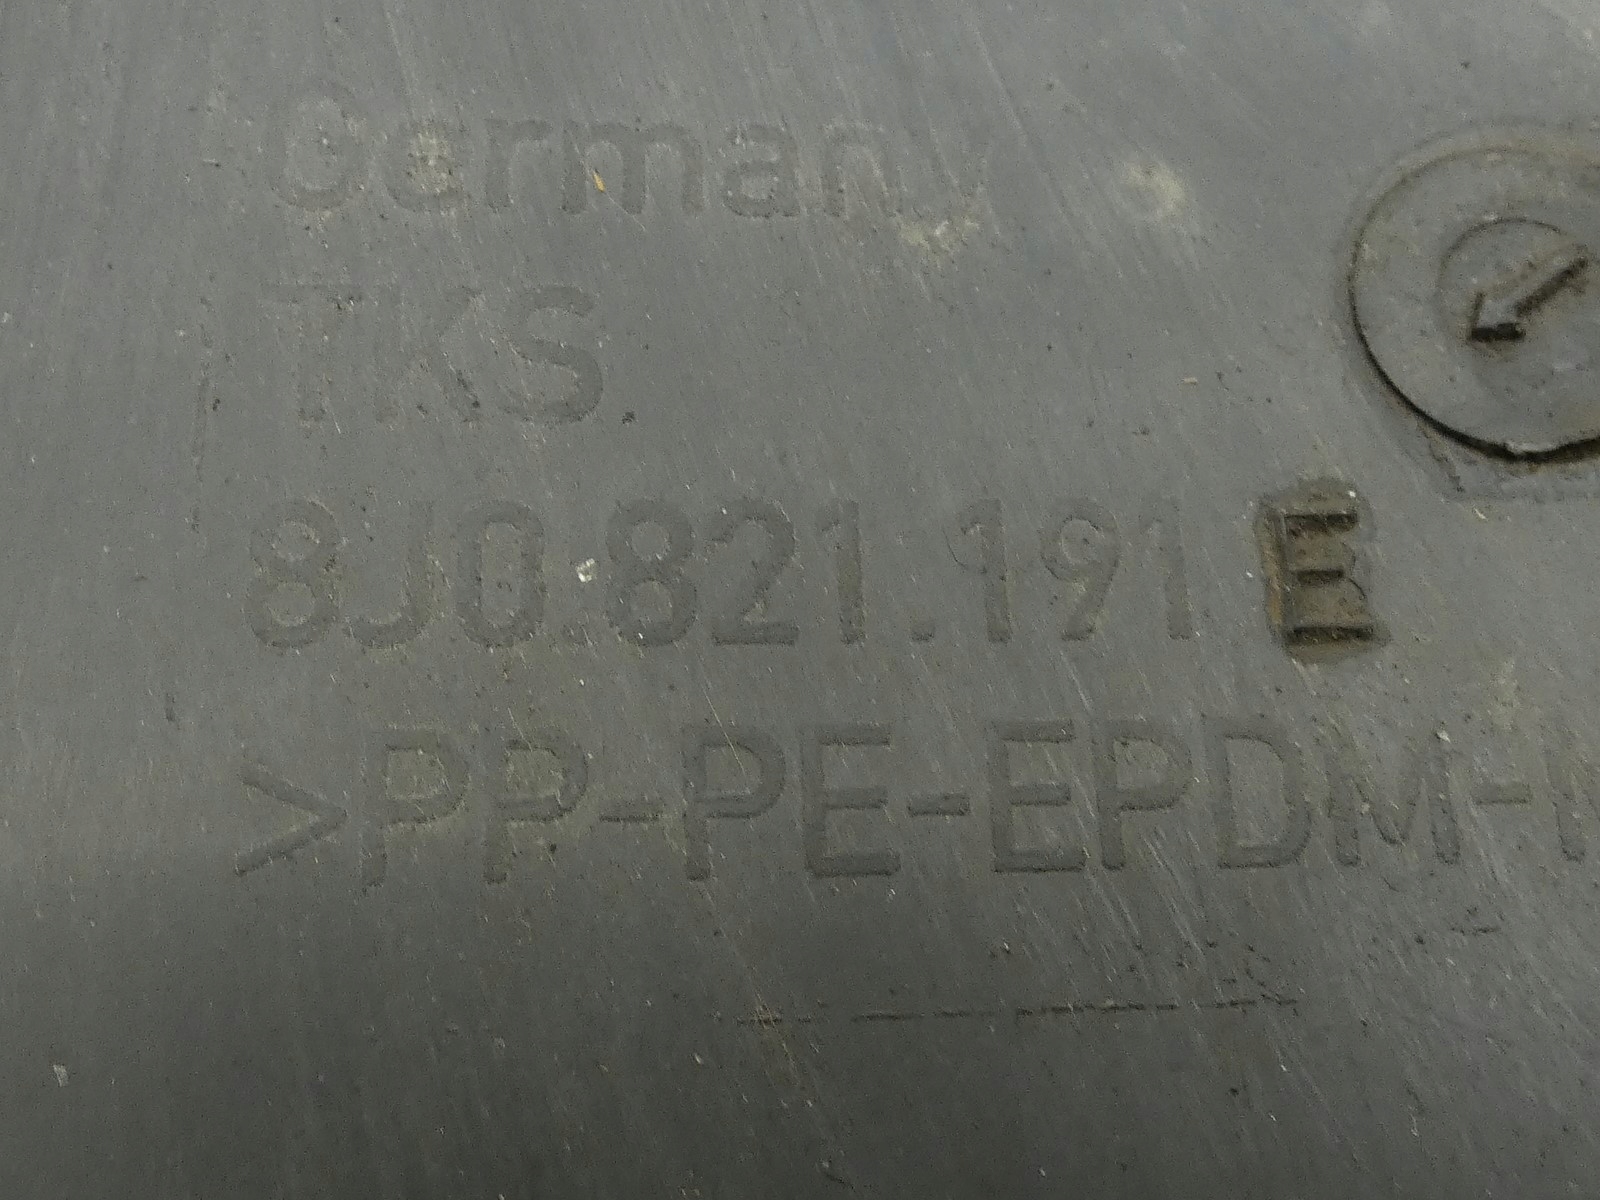 Germany
TKS
8J0.821.191 E
>PP-PE-EPDM-